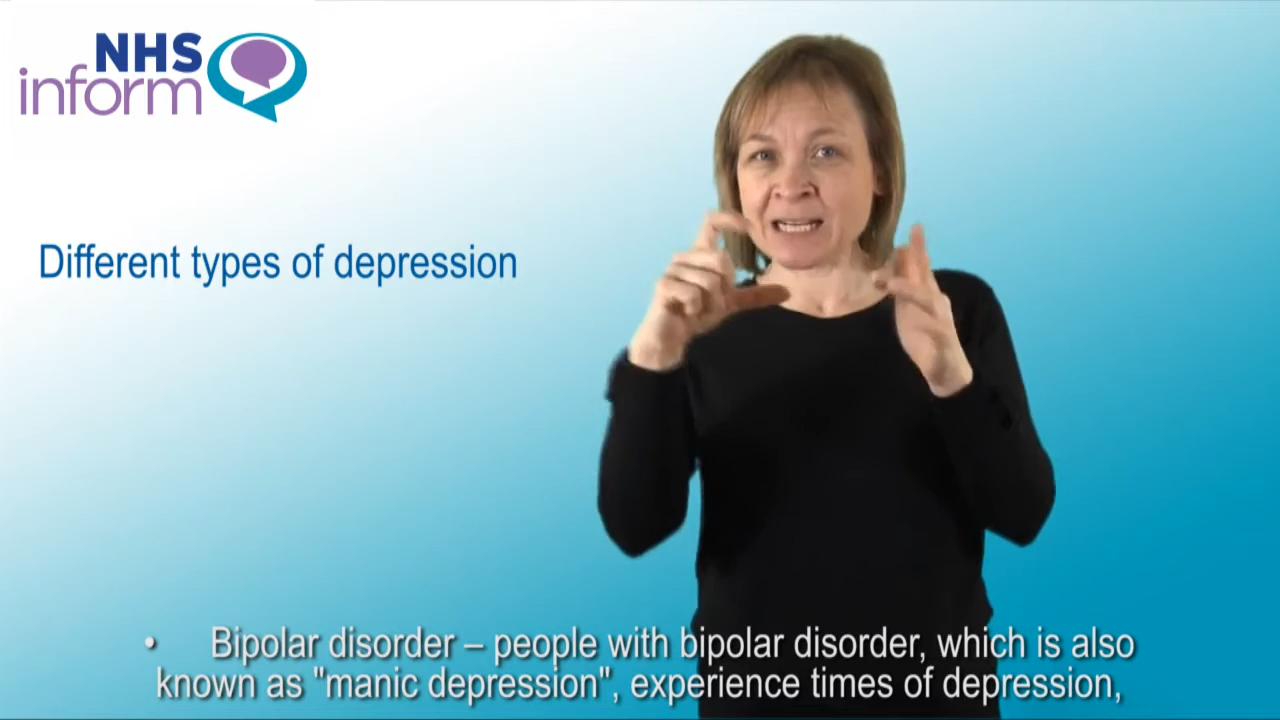 NHS
inform
Different types of depression
• Bipolar disorder – people with bipolar disorder, which is also
known as "manic depression", experience times of depression,